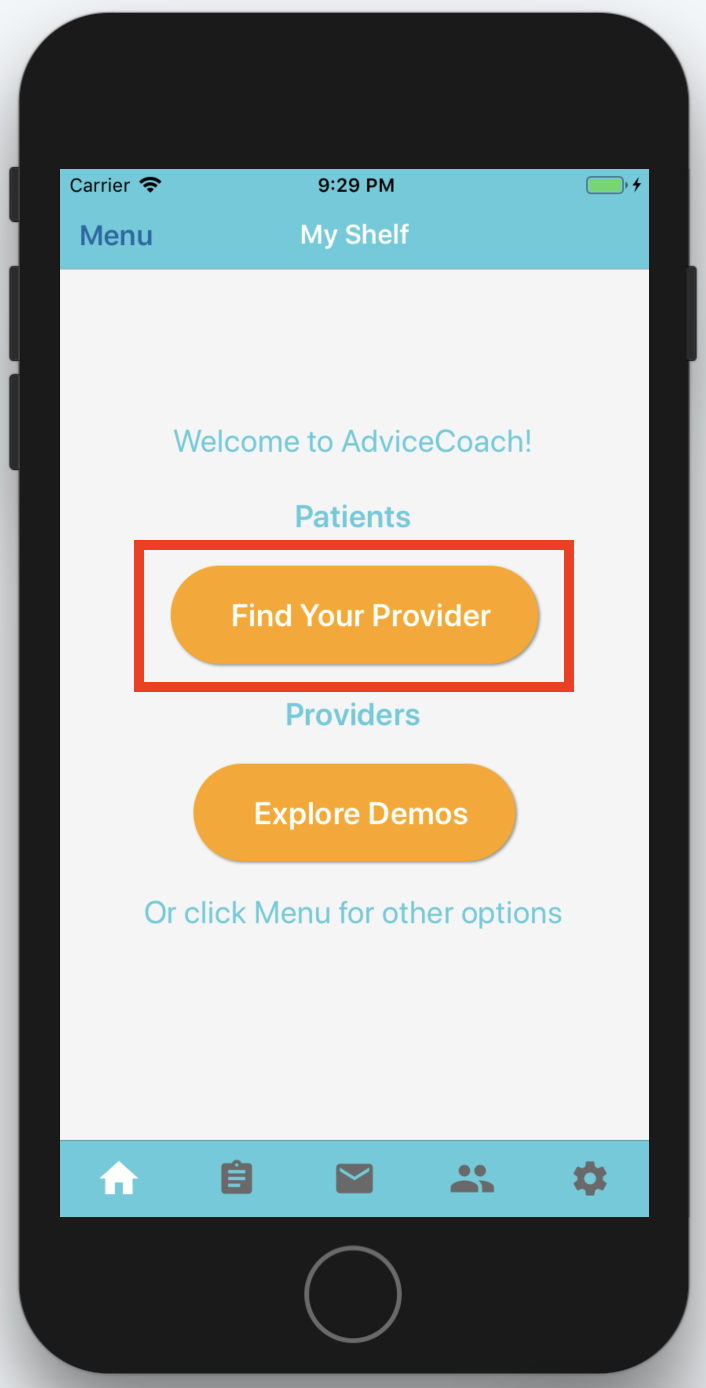 Carrier 9:29 PM
Menu My Shelf
Welcome to AdviceCoach!
Patients
Find Your Provider
Providers
Explore Demos
Or click Menu for other options